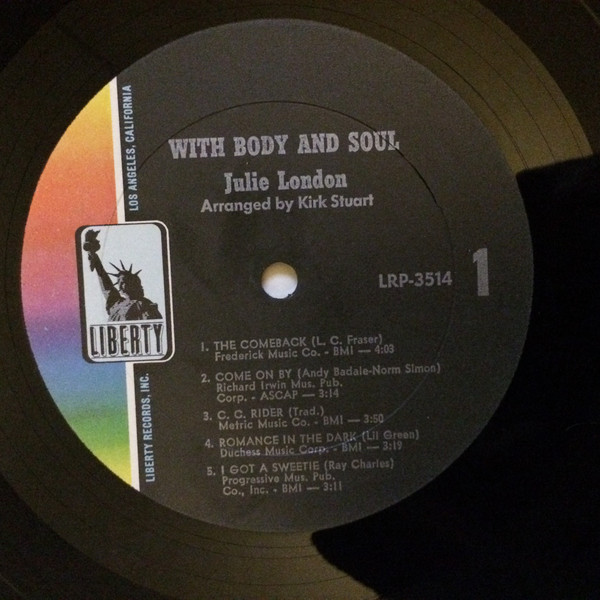 WITH BODY AND SOUL
Julie London
Arranged by Kirk Stuart
LRP-3514
1
1. THE COMEBACK (L. C. Fraser)
Frederick Music Co. - BMI — 4:03
2. COME ON BY (Andy Badale-Norm Simon)
Richard Irwin Mus. Pub.
Corp. - ASCAP — 3:14
3. C. C. RIDER (Trad.)
Metric Music Co. - BMI — 3:50
4. ROMANCE IN THE DARK (Lil Green)
Duchess Music Corp. - BMI — 3:19
5. I GOT A SWEETIE (Ray Charles)
Progressive Mus. Pub.
Co., Inc. - BMI — 3:11
LIBERTY
LIBERTY RECORDS, INC.
LOS ANGELES, CALIFORNIA